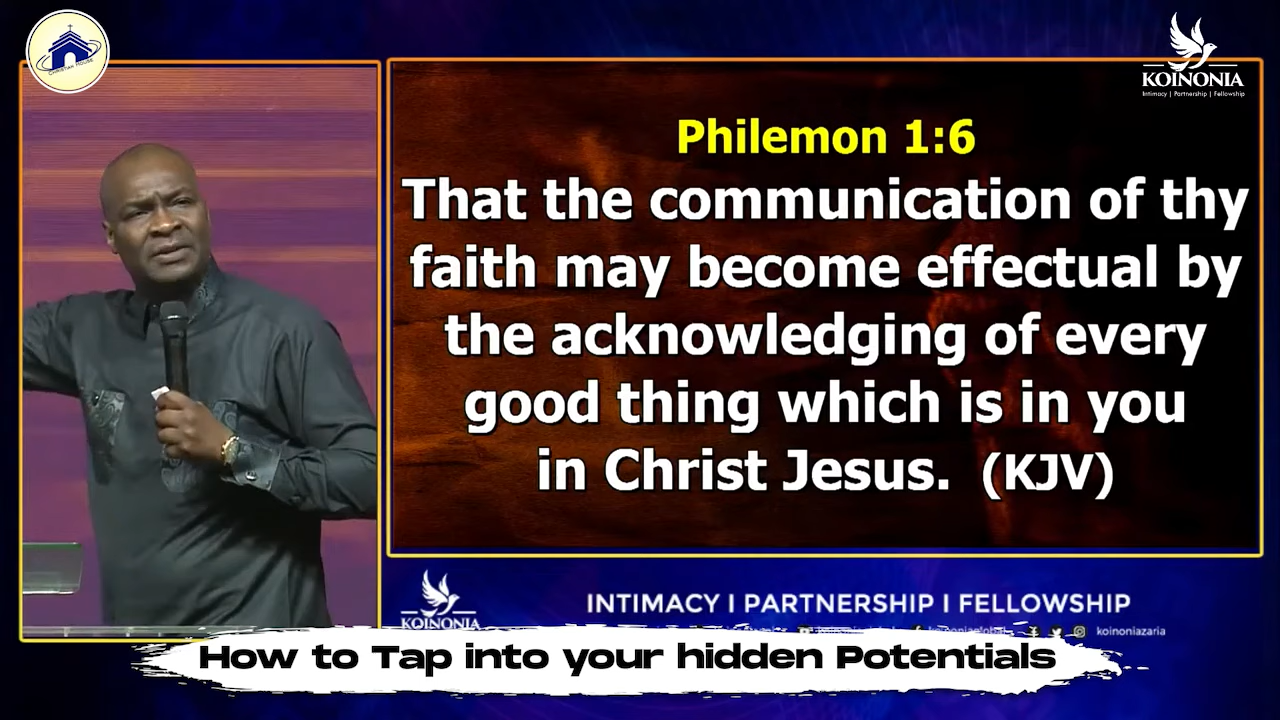 CHRISTIAN HOUSE
KOINONIA
Intimacy | Partnership | Fellowship
Philemon 1:6
That the communication of thy
faith may become effectual by
the acknowledging of every
good thing which is in you
in Christ Jesus. (KJV)
KOINONIA
INTIMACY I PARTNERSHIP I FELLOWSHIP
koinoniazaria
How to Tap into your hidden Potentials